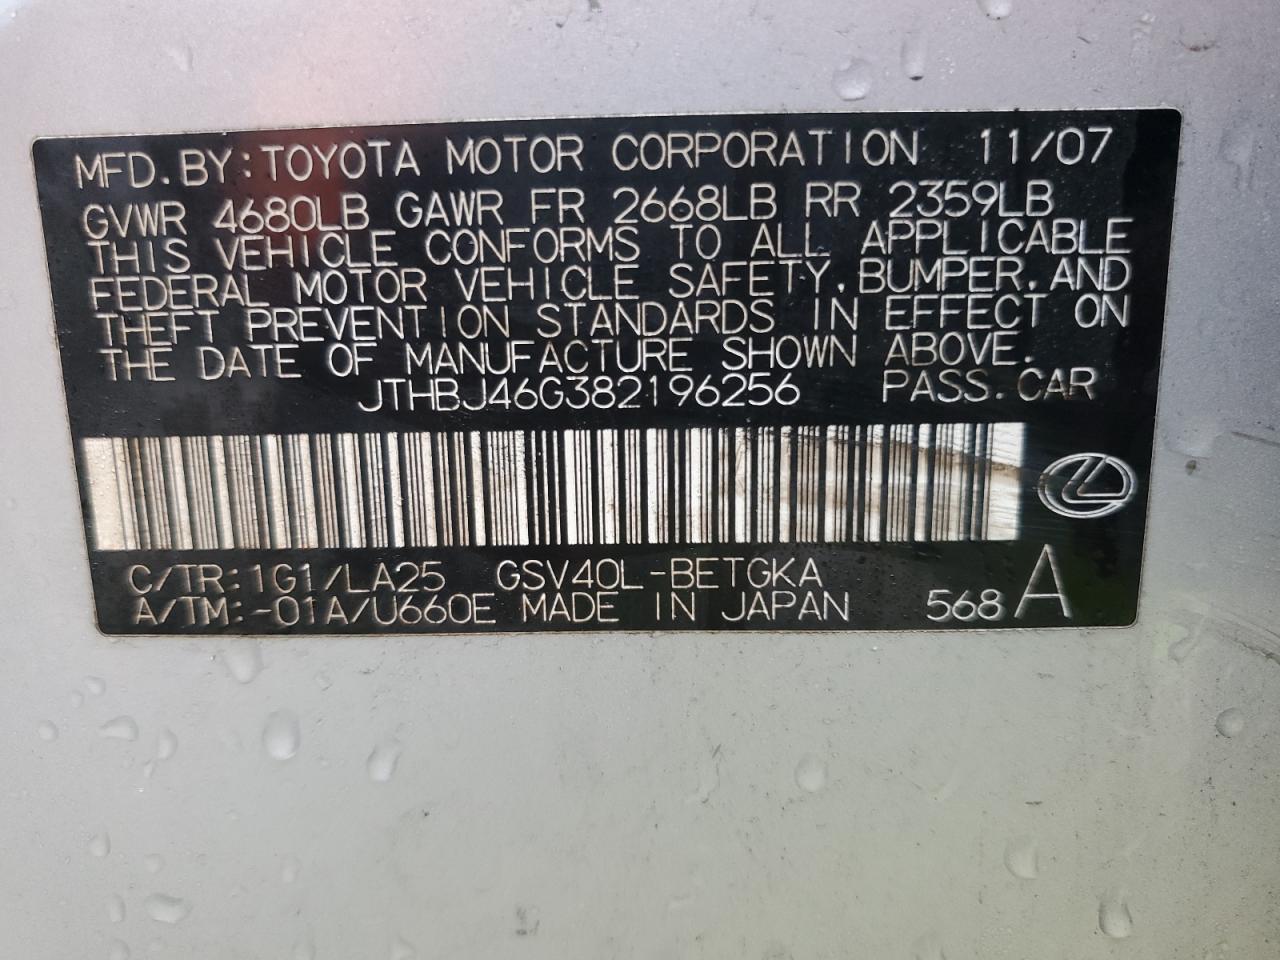 MFD. BY: TOYOTA MOTOR CORPORATION 11/07
GVWR 4680LB GAWR FR 2668LB RR 2359LB
THIS VEHICLE CONFORMS TO ALL APPLICABLE
FEDERAL MOTOR VEHICLE SAFETY, BUMPER, AND
THEFT PREVENTION STANDARDS IN EFFECT ON
THE DATE OF MANUFACTURE SHOWN ABOVE.
JTHBJ46G382196256 PASS. CAR
C/TR: 1G1/LA25 GSV40L-BETGKA
A/TM: -01A/U660E MADE IN JAPAN 568 A